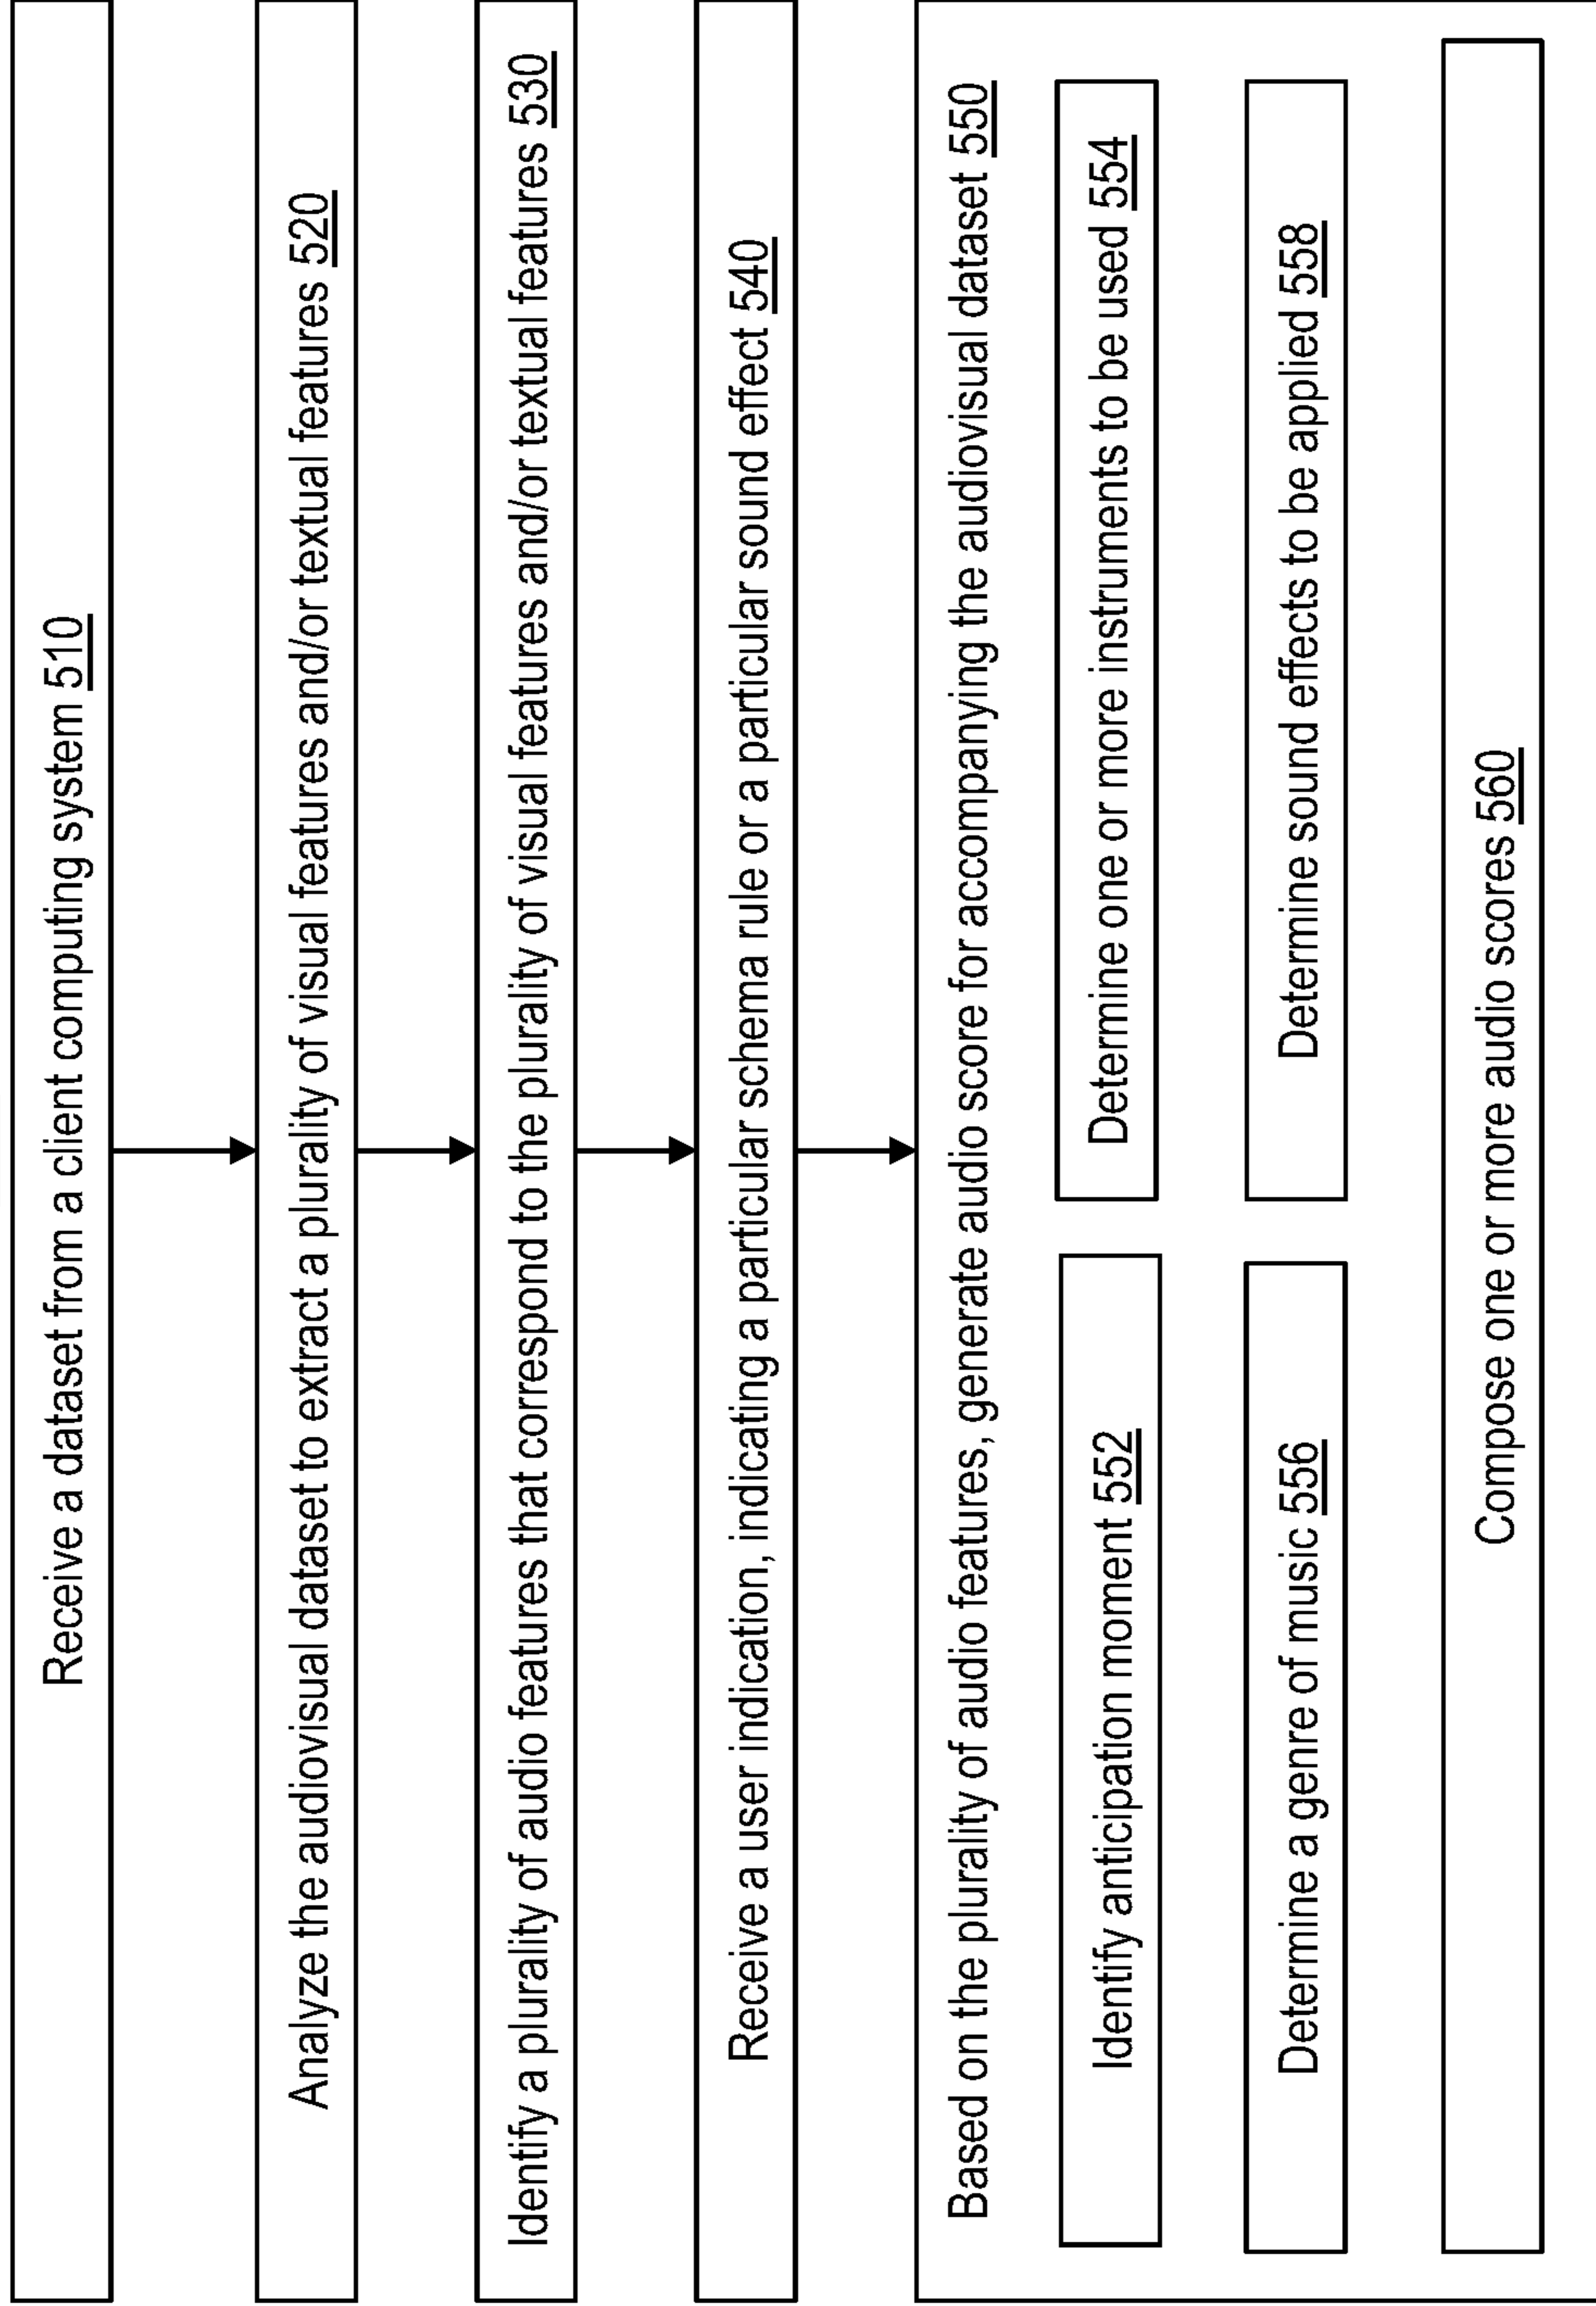 Receive a dataset from a client computing system 510
Analyze the audiovisual dataset to extract a plurality of visual features and/or textual features 520
Identify a plurality of audio features that correspond to the plurality of visual features and/or textual features 530
Receive a user indication, indicating a particular schema rule or a particular sound effect 540
Based on the plurality of audio features, generate audio score for accompanying the audiovisual dataset 550
Identify anticipation moment 552
Determine one or more instruments to be used 554
Determine a genre of music 556
Determine sound effects to be applied 558
Compose one or more audio scores 560